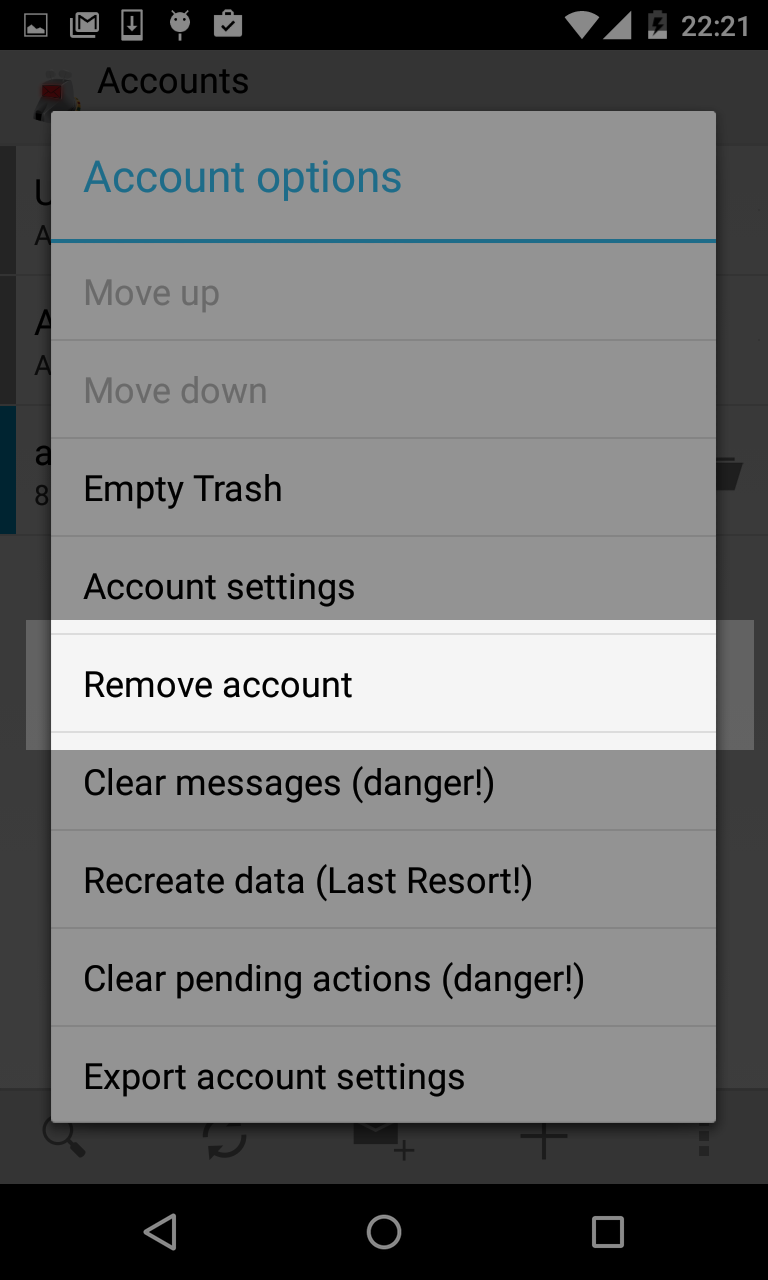 22:21
Accounts
Account options
Move up
Move down
Empty Trash
Account settings
Remove account
Clear messages (danger!)
Recreate data (Last Resort!)
Clear pending actions (danger!)
Export account settings